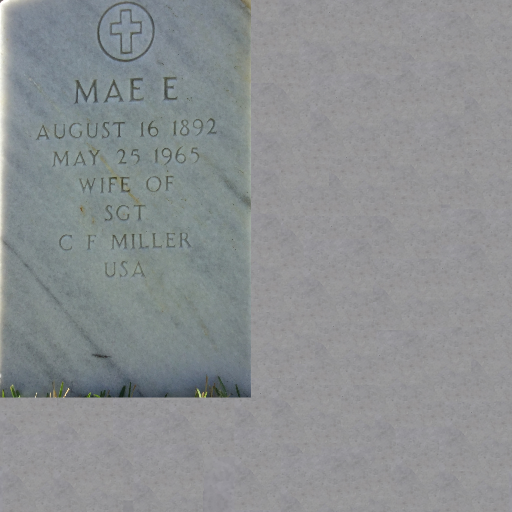 MAE E
AUGUST 16 1892
MAY 25 1965
WIFE OF
SGT
C F MILLER
USA